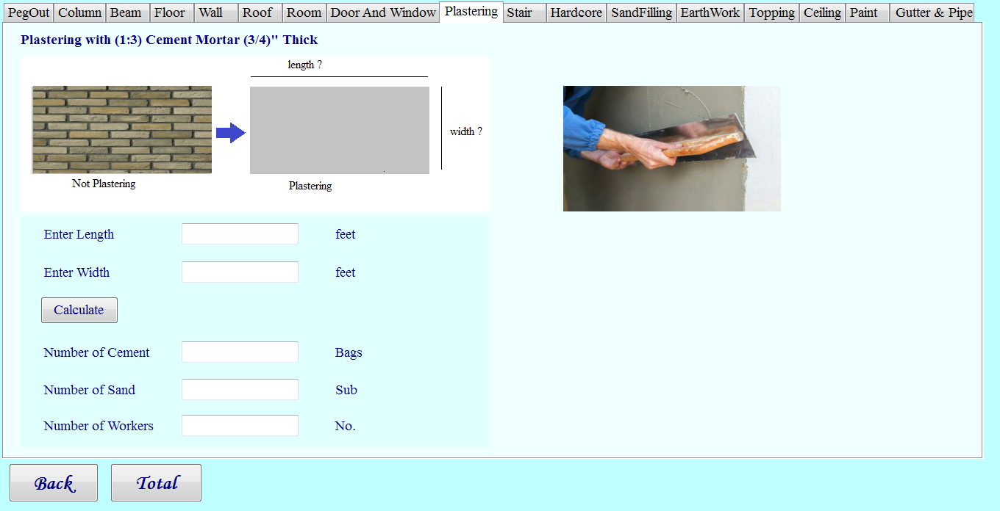 PegOut Column Beam Floor Wall Roof Room Door And Window Plastering Stair Hardcore SandFilling EarthWork Topping Ceiling Paint Gutter & Pipe
Plastering with (1:3) Cement Mortar (3/4)" Thick
length ?
width ?
Not Plastering
Plastering
Enter Length feet
Enter Width feet
Calculate
Number of Cement Bags
Number of Sand Sub
Number of Workers No.
Back Total